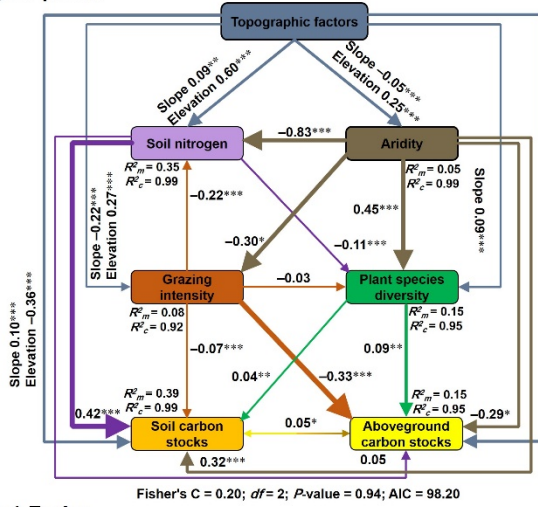 Topographic factors
Slope 0.09**
Elevation 0.60***
Slope –0.05***
Elevation 0.25***
Soil nitrogen
–0.83***
Aridity
R²m = 0.35
R²c = 0.99
R²m = 0.05
R²c = 0.99
–0.22***
0.45***
Slope 0.09***
Slope –0.22***
Elevation 0.27***
–0.30*
–0.11***
Grazing
intensity
–0.03
Plant species
diversity
R²m = 0.08
R²c = 0.92
R²m = 0.15
R²c = 0.95
Slope 0.10***
Elevation –0.36***
–0.07***
0.04**
–0.33***
0.09**
R²m = 0.39
R²c = 0.99
R²m = 0.15
R²c = 0.95
0.42***
–0.29*
Soil carbon
stocks
0.05*
Aboveground
carbon stocks
0.32***
0.05
Fisher's C = 0.20; df = 2; P-value = 0.94; AIC = 98.20